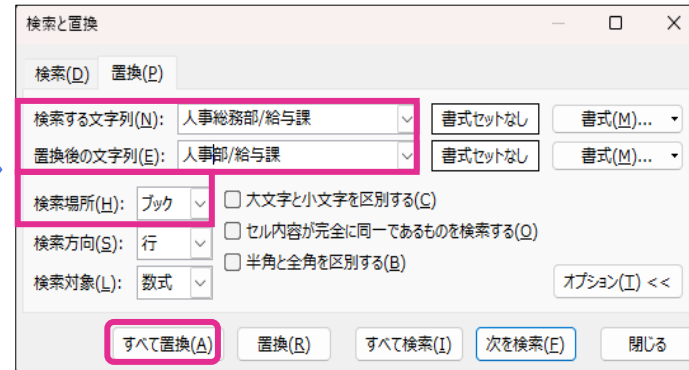 検索と置換
検索(D) 置換(P)
検索する文字列(N): 人事総務部/給与課 書式セットなし 書式(M)...
置換後の文字列(E): 人事部/給与課 書式セットなし 書式(M)...
検索場所(H): ブック 大文字と小文字を区別する(C)
セル内容が完全に同一であるものを検索する(O)
検索方向(S): 行
半角と全角を区別する(B)
検索対象(L): 数式 オプション(T) <<
すべて置換(A) 置換(R) すべて検索(I) 次を検索(F) 閉じる